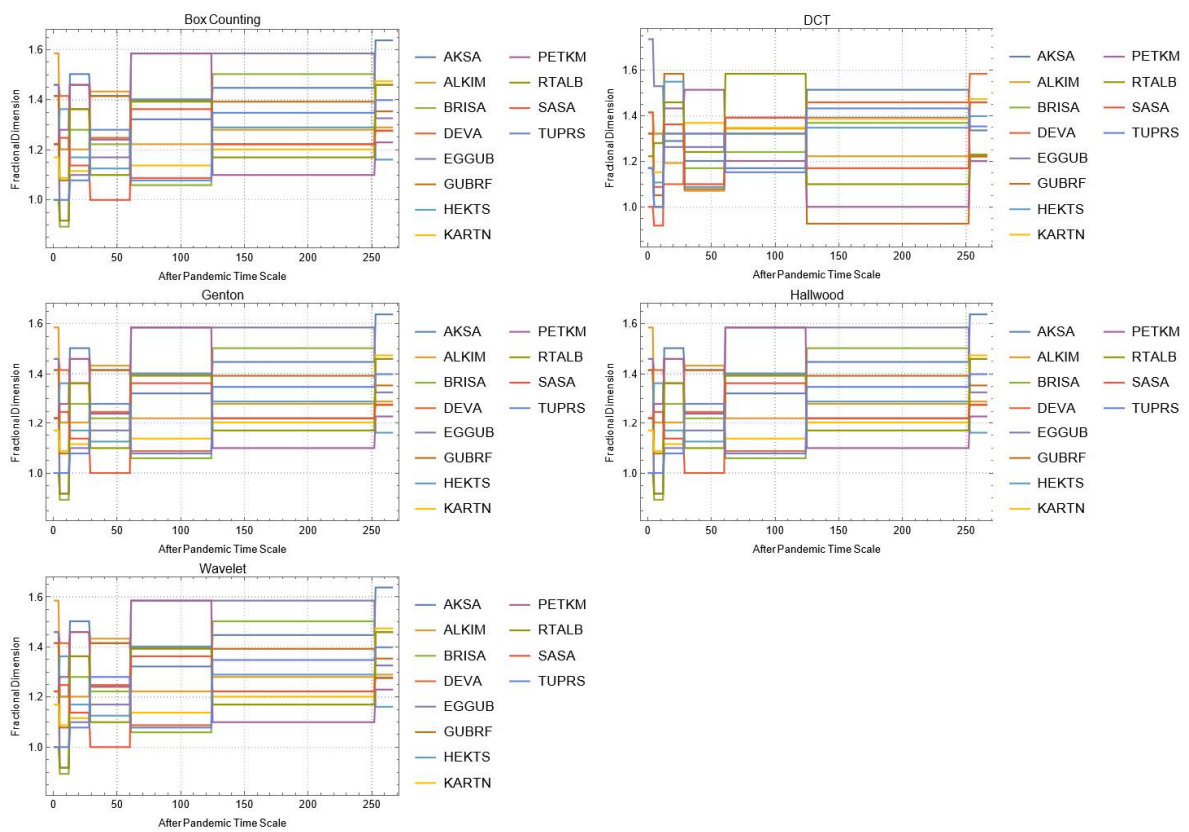 Box Counting
Fractional Dimension
1.6
1.4
1.2
1.0
0 50 100 150 200 250
After Pandemic Time Scale
AKSA PETKM
ALKIM RTALB
BRISA SASA
DEVA TUPRS
EGGUB
GUBRF
HEKTS
KARTN
DCT
Fractional Dimension
1.6
1.4
1.2
1.0
0 50 100 150 200 250
After Pandemic Time Scale
AKSA PETKM
ALKIM RTALB
BRISA SASA
DEVA TUPRS
EGGUB
GUBRF
HEKTS
KARTN
Genton
Fractional Dimension
1.6
1.4
1.2
1.0
0 50 100 150 200 250
After Pandemic Time Scale
AKSA PETKM
ALKIM RTALB
BRISA SASA
DEVA TUPRS
EGGUB
GUBRF
HEKTS
KARTN
Hallwood
Fractional Dimension
1.6
1.4
1.2
1.0
0 50 100 150 200 250
After Pandemic Time Scale
AKSA PETKM
ALKIM RTALB
BRISA SASA
DEVA TUPRS
EGGUB
GUBRF
HEKTS
KARTN
Wavelet
Fractional Dimension
1.6
1.4
1.2
1.0
0 50 100 150 200 250
After Pandemic Time Scale
AKSA PETKM
ALKIM RTALB
BRISA SASA
DEVA TUPRS
EGGUB
GUBRF
HEKTS
KARTN